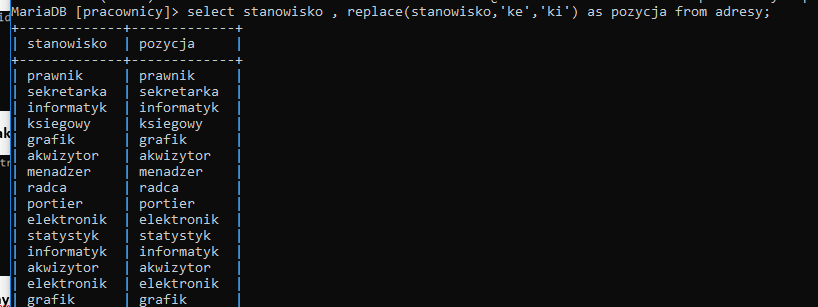 MariaDB [pracownicy]> select stanowisko , replace(stanowisko,'ke','ki') as pozycja from adresy;
+-------------+-------------+
| stanowisko | pozycja |
+-------------+-------------+
| prawnik | prawnik |
| sekretarka | sekretarka |
| informatyk | informatyk |
| ksiegowy | ksiegowy |
| grafik | grafik |
| akwizytor | akwizytor |
| menadzer | menadzer |
| radca | radca |
| portier | portier |
| elektronik | elektronik |
| statystyk | statystyk |
| informatyk | informatyk |
| akwizytor | akwizytor |
| elektronik | elektronik |
| grafik | grafik |